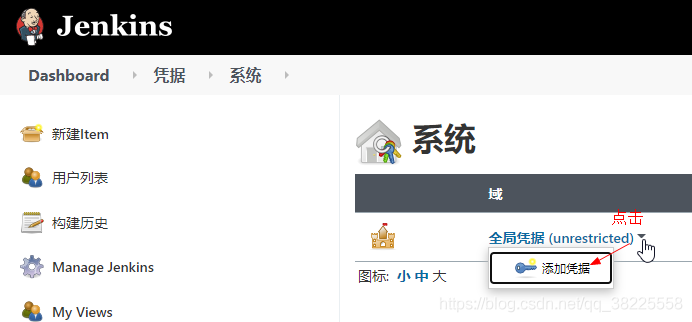 Jenkins
Dashboard 凭据 系统
新建Item
用户列表
构建历史
Manage Jenkins
My Views
系统
域
点击
全局凭据 (unrestricted)
添加凭据
图标: 小 中 大
https://blog.csdn.net/qq_38225558